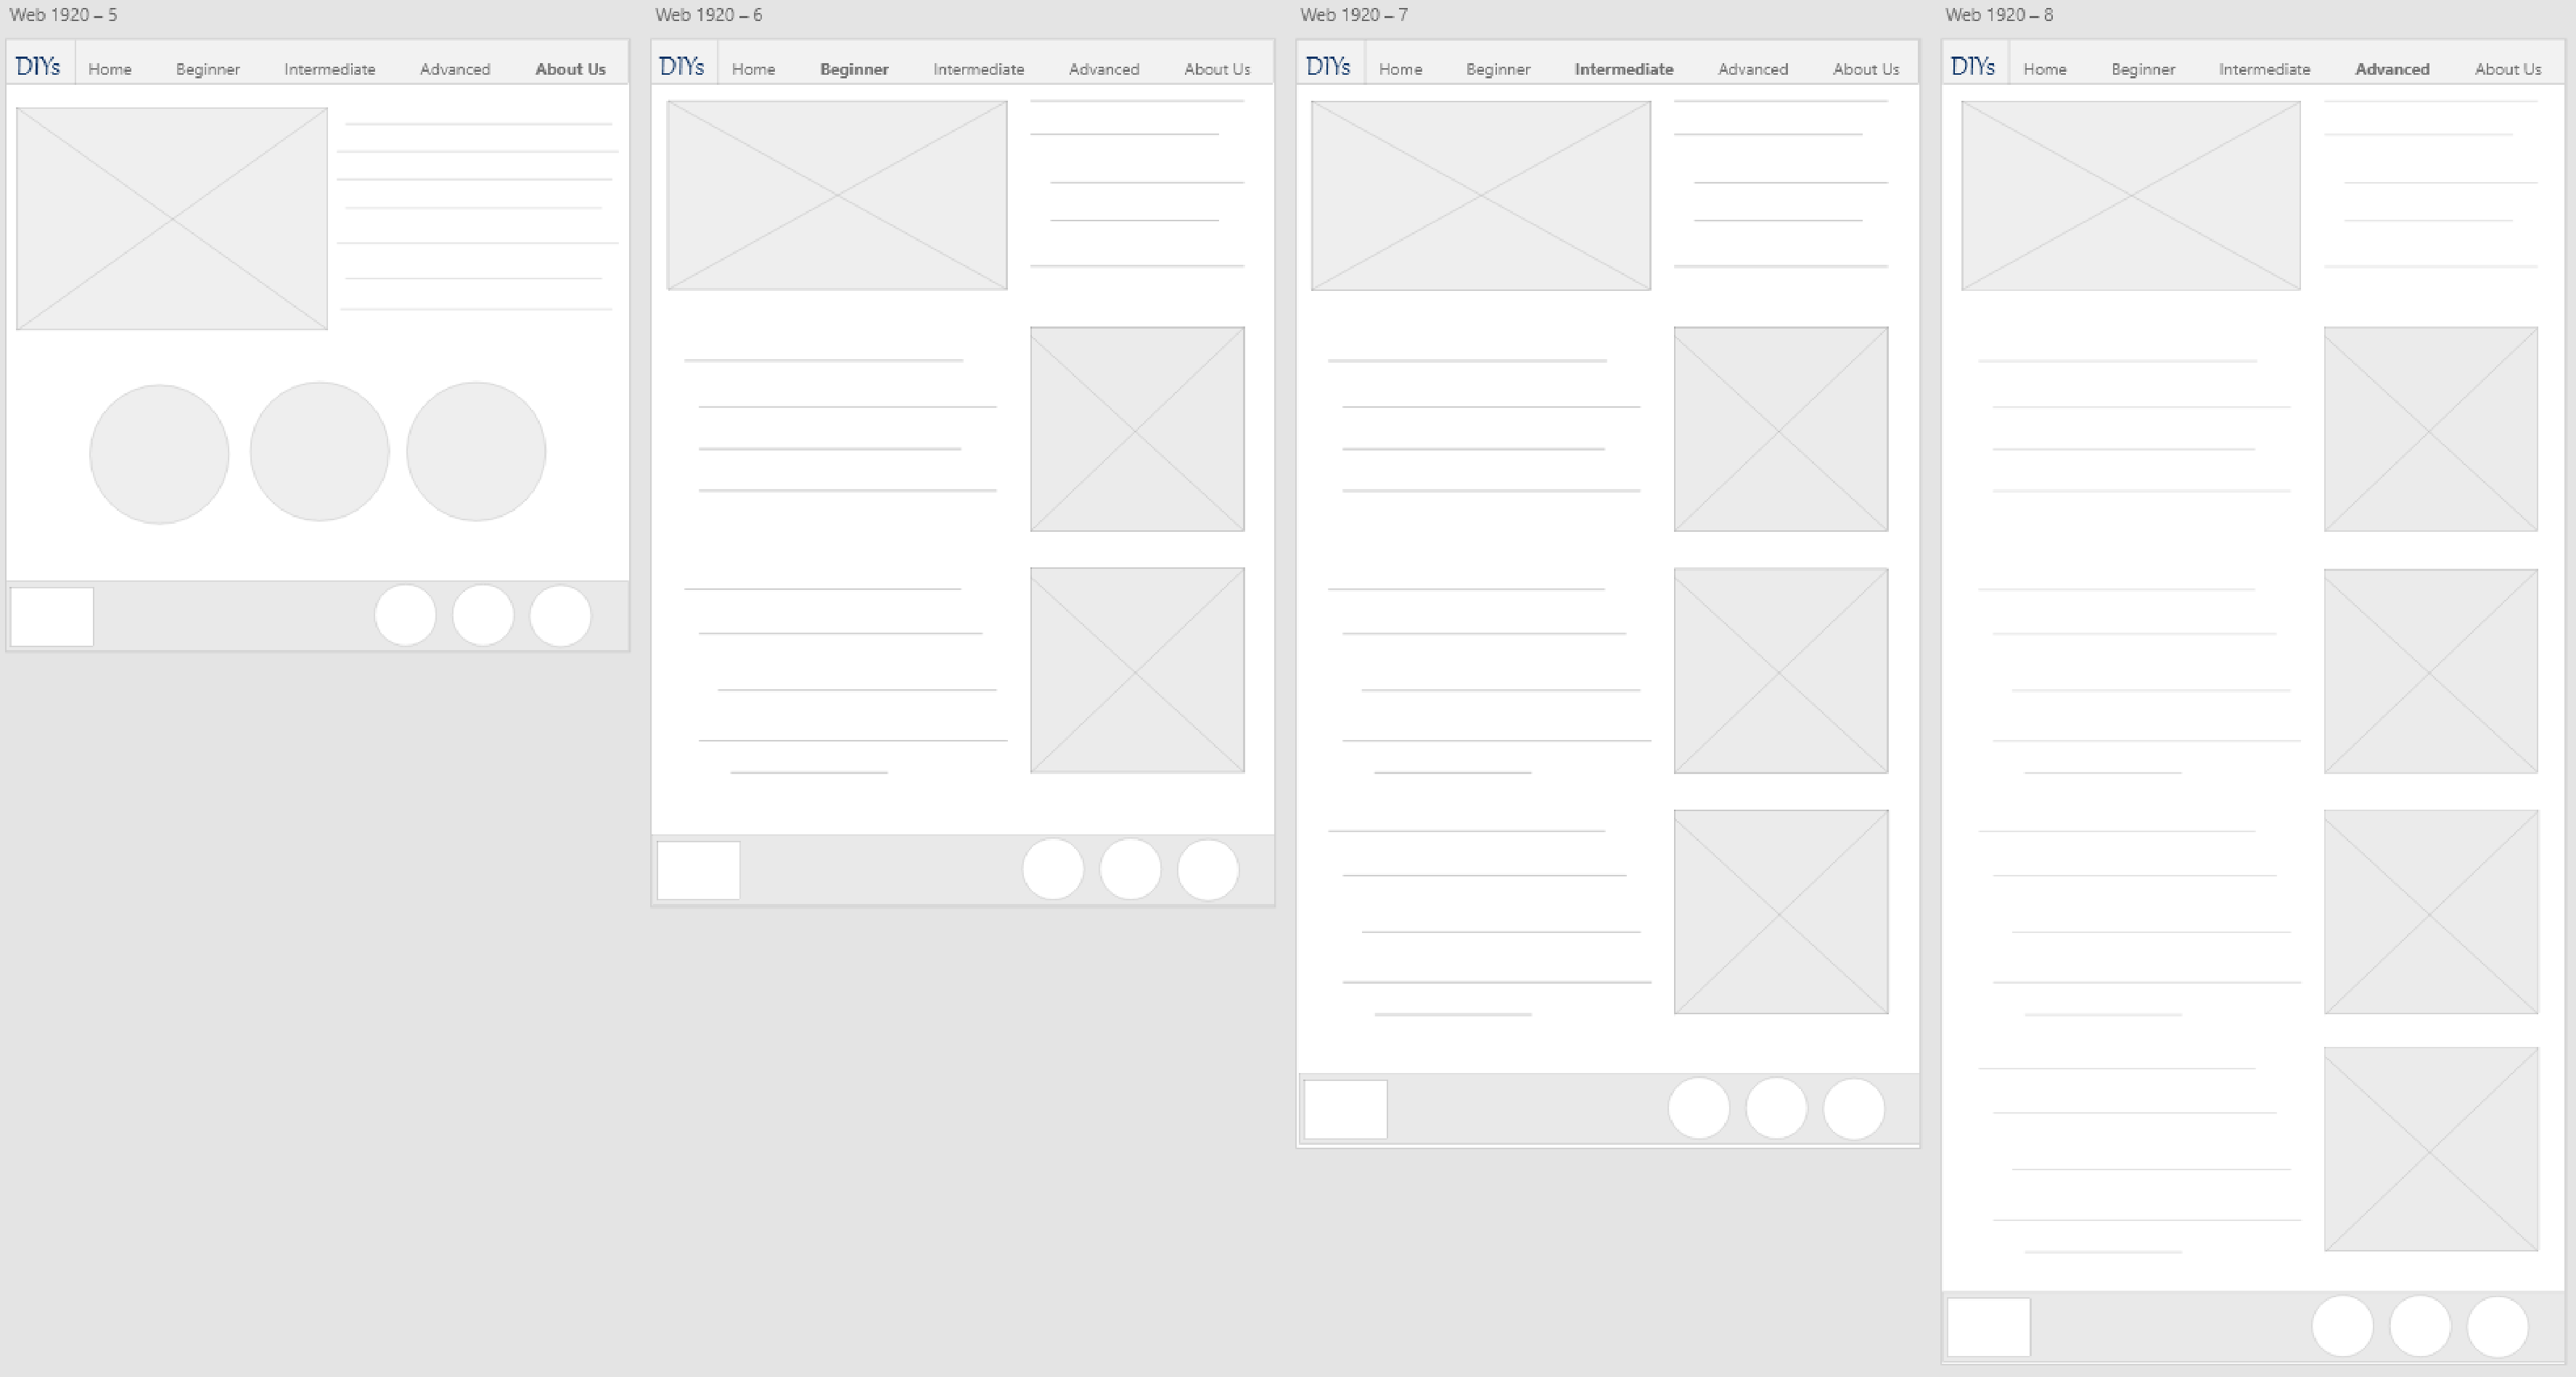 Web 1920 – 5
DIYs Home Beginner Intermediate Advanced About Us
Web 1920 – 6
DIYs Home Beginner Intermediate Advanced About Us
Web 1920 – 7
DIYs Home Beginner Intermediate Advanced About Us
Web 1920 – 8
DIYs Home Beginner Intermediate Advanced About Us